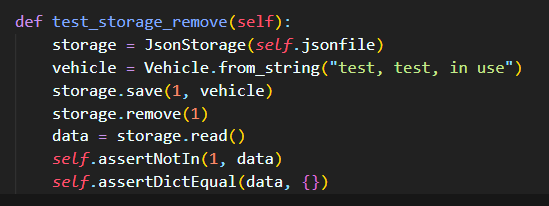 def test_storage_remove(self):
    storage = JsonStorage(self.jsonfile)
    vehicle = Vehicle.from_string("test, test, in use")
    storage.save(1, vehicle)
    storage.remove(1)
    data = storage.read()
    self.assertNotIn(1, data)
    self.assertDictEqual(data, {})